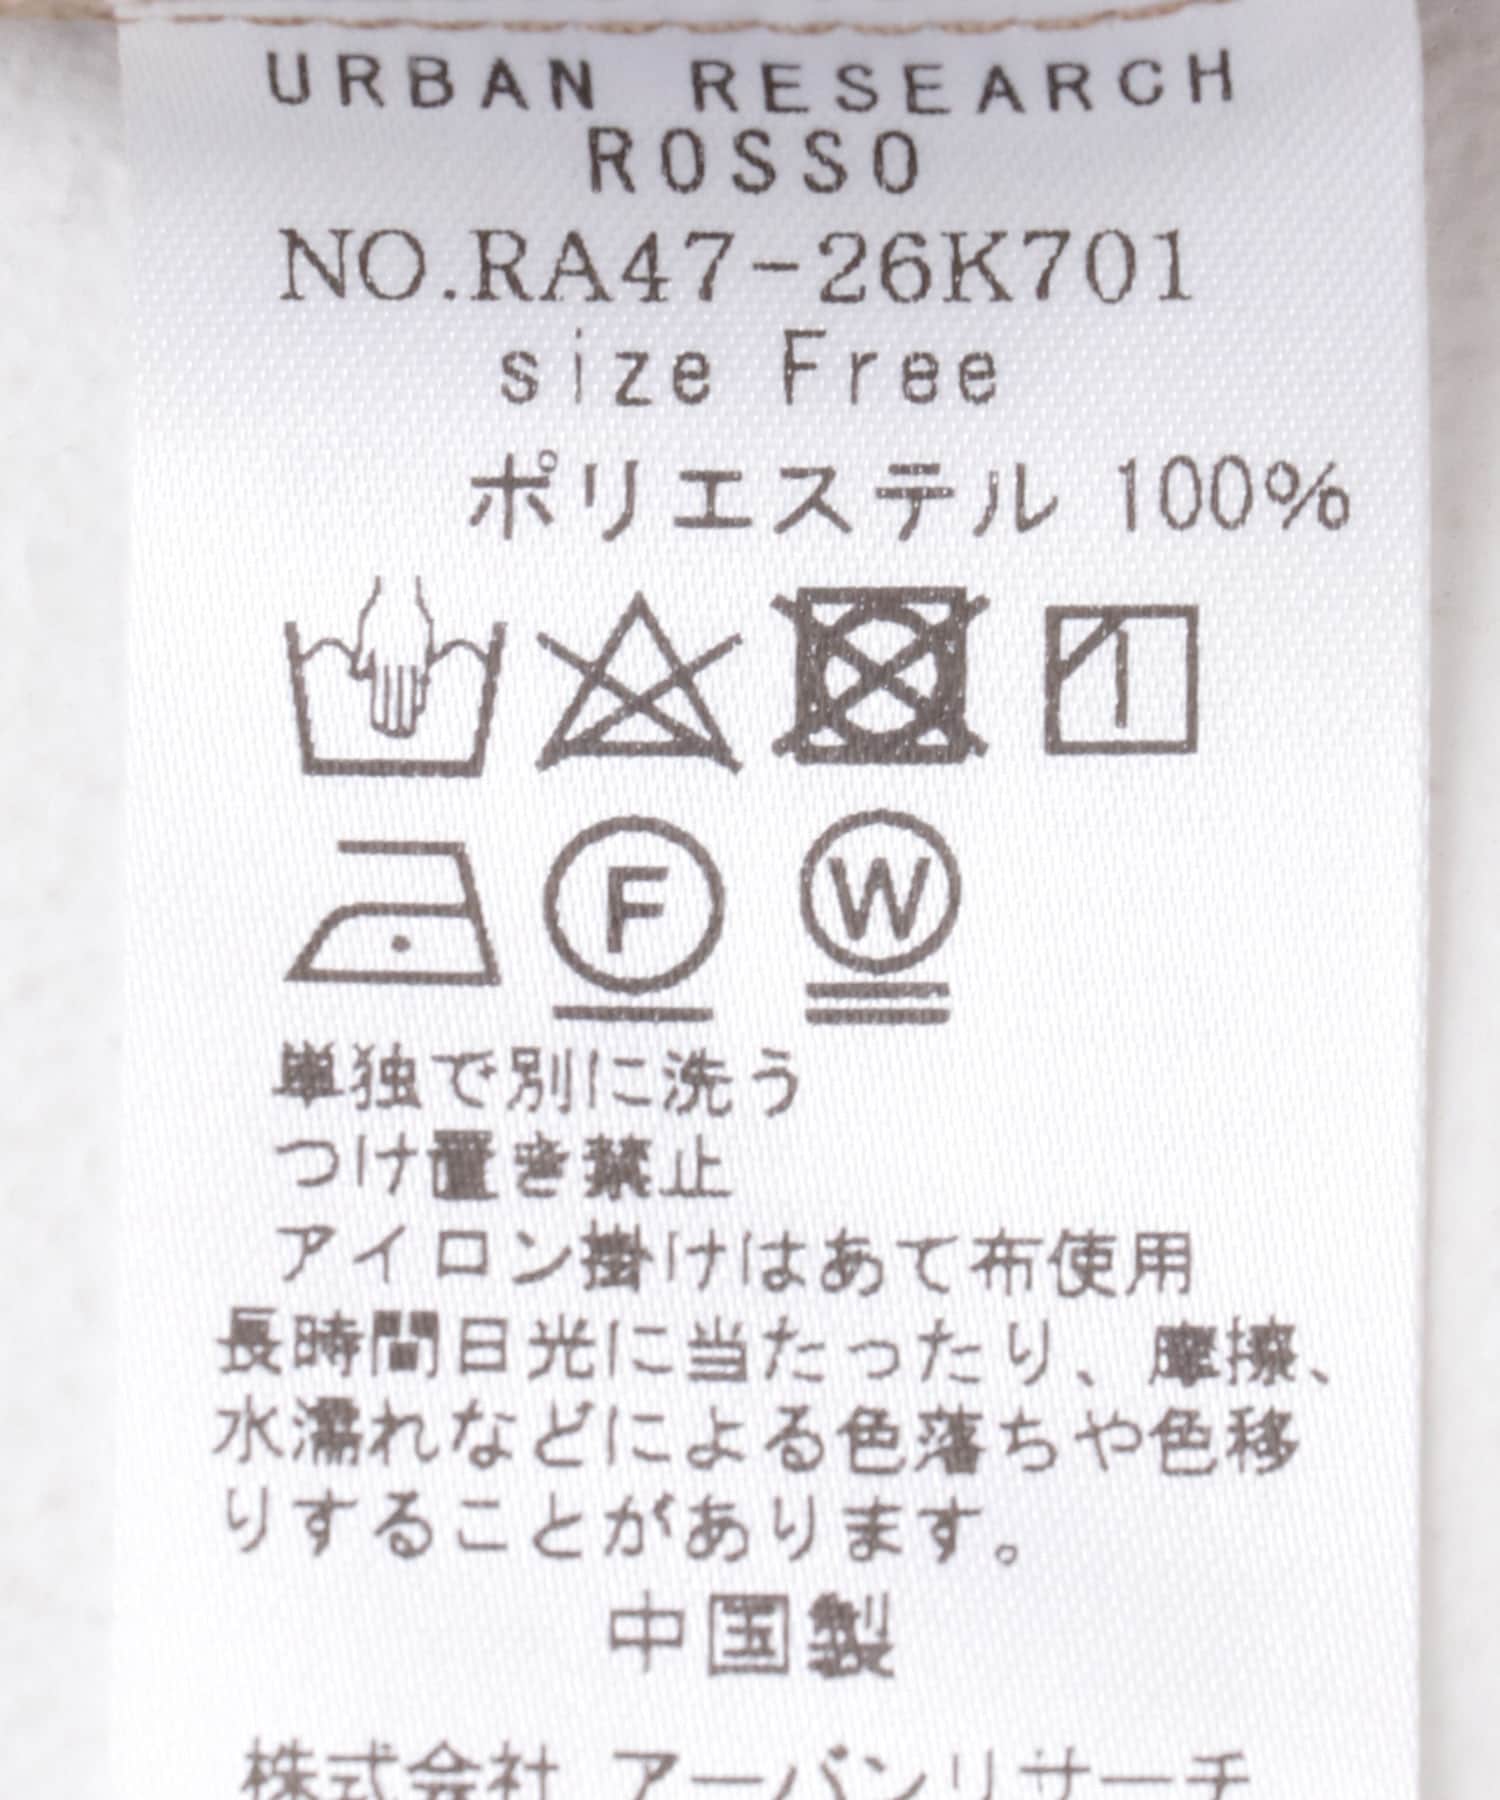 URBAN RESEARCH
ROSSO
NO.RA47-26K701
size Free
ポリエステル 100%
F
W
単独で別に洗う
つけ置き禁止
アイロン掛けはあて布使用
長時間日光に当たったり、摩擦、
水濡れなどによる色落ちや色移
りすることがあります。
中国製
株式会社 アーバンリサーチ